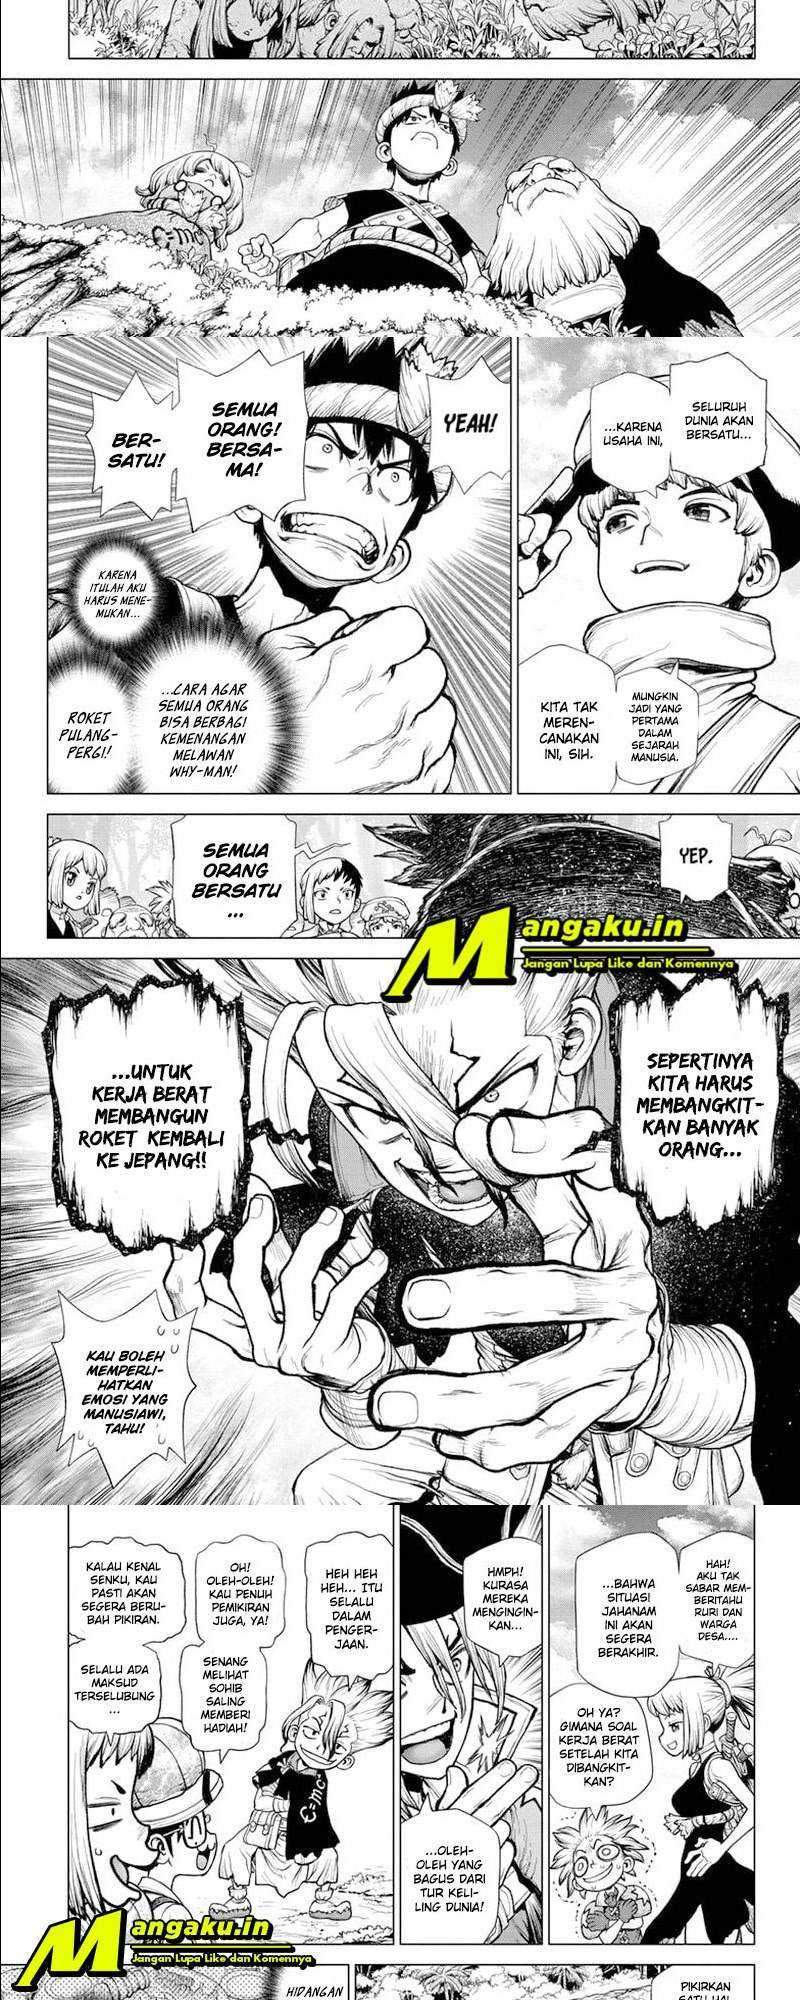 E=mc²
SELURUH
DUNIA AKAN
BERSATU...
...KARENA
USAHA INI,
MUNGKIN
JADI YANG
PERTAMA
DALAM
SEJARAH
MANUSIA.
KITA TAK
MEREN-
CANAKAN
INI, SIH.
YEAH!
SEMUA
ORANG!
BERSA-
MA!
BER-
SATU!
KARENA
ITULAH AKU
HARUS MENE-
MUKAN...
...CARA AGAR
SEMUA ORANG
BISA BERBAGI
KEMENANGAN
MELAWAN
WHY-MAN!
ROKET
PULANG-
PERGI!
YEP.
SEMUA
ORANG
BERSATU
...
Mangaku.in
Jangan Lupa Like dan Komennya
SEPERTINYA
KITA HARUS
MEMBANGKIT-
KAN BANYAK
ORANG...
...UNTUK
KERJA BERAT
MEMBANGUN
ROKET KEMBALI
KE JEPANG!!
KAU BOLEH
MEMPERLI-
HATKAN
EMOSI YANG
MANUSIAWI,
TAHU!
HAH!
AKU TAK
SABAR MEM-
BERITAHU
RURI DAN
WARGA
DESA....
...BAHWA
SITUASI
JAHANAM
INI AKAN
SEGERA
BERAKHIR.
OH YA?
GIMANA SOAL
KERJA BERAT
SETELAH KITA
DIBANGKIT-
KAN?
HMPH!
KURASA
MEREKA
MENGINGIN-
KAN...
...OLEH-
OLEH YANG
BAGUS DARI
TUR KELI-
LING DUNIA!
HEH HEH
HEH... ITU
SELALU
DALAM
PENGER-
JAAN.
OH!
OLEH-OLEH!
KAU PENUH
PEMIKIRAN
JUGA, YA!
SENANG
MELIHAT
SOHIB
SALING
MEMBERI
HADIAH!
KALAU KENAL
SENKU, KAU
PASTI AKAN
SEGERA BERU-
BAH PIKIRAN.
SELALU ADA
MAKSUD
TERSELUBUNG
...
E=mc²
Mangaku.in
Jangan Lupa Like dan Komennya
PIKIRKAN
SATU HAL
HIDANGAN